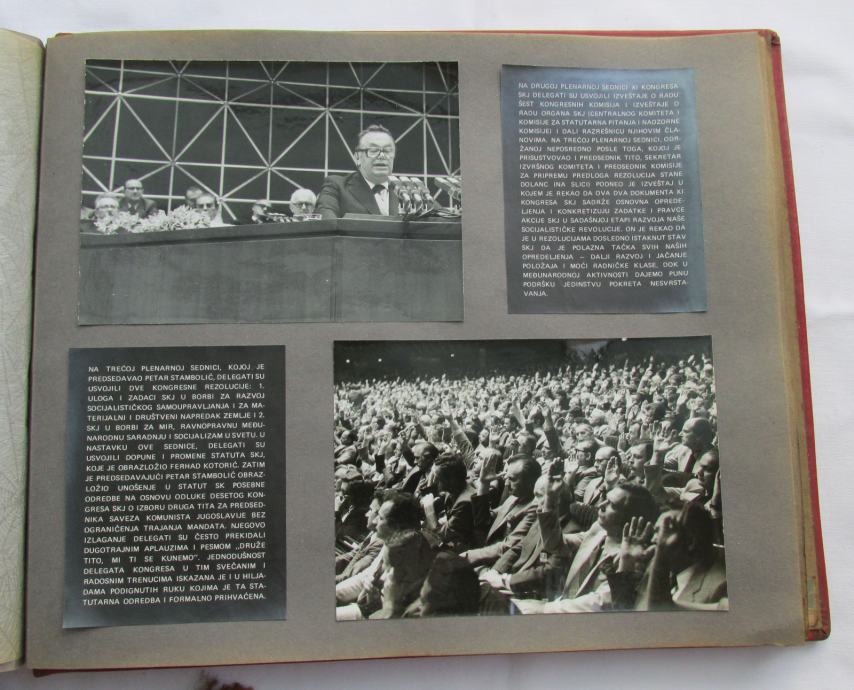 NA DRUGOJ PLENARNOJ SEDNICI XI KONGRESA
SKJ DELEGATI SU USVOJILI IZVEŠTAJE O RADU
ŠEST KONGRESNIH KOMISIJA I IZVEŠTAJE O
RADU ORGANA SKJ (CENTRALNOG KOMITETA I
KOMISIJE ZA STATUTARNA PITANJA I NADZORNE
KOMISIJE) I DALI RAZREŠNICU NJIHOVIM ČLA-
NOVIMA. NA TREĆOJ PLENARNOJ SEDNICI, ODR-
ŽANOJ NEPOSREDNO POSLE TOGA, KOJOJ JE
PRISUSTVOVAO I PREDSEDNIK TITO, SEKRETAR
IZVRŠNOG KOMITETA I PREDSEDNIK KOMISIJE
ZA PRIPREMU PREDLOGA REZOLUCIJA STANE
DOLANC (NA SLICI) PODNEO JE IZVEŠTAJ U
KOJEM JE REKAO DA OVA DVA DOKUMENTA XI
KONGRESA SKJ SADRŽE OSNOVNA OPREDE-
LJENJA I KONKRETIZUJU ZADATKE I PRAVCE
AKCIJE SKJ U SADAŠNJOJ ETAPI RAZVOJA NAŠE
SOCIJALISTIČKE REVOLUCIJE. ON JE REKAO DA
JE U REZOLUCIJAMA DOSLEDNO ISTAKNUT STAV
SKJ DA JE POLAZNA TAČKA SVIH NAŠIH
OPREDELJENJA – DALJI RAZVOJ I JAČANJE
POLOŽAJA I MOĆI RADNIČKE KLASE, DOK U
MEĐUNARODNOJ AKTIVNOSTI DAJEMO PUNU
PODRŠKU JEDINSTVU POKRETA NESVRSTA-
VANJA.
NA TREĆOJ PLENARNOJ SEDNICI, KOJOJ JE
PREDSEDAVAO PETAR STAMBOLIĆ, DELEGATI SU
USVOJILI DVE KONGRESNE REZOLUCIJE: 1.
ULOGA I ZADACI SKJ U BORBI ZA RAZVOJ
SOCIJALISTIČKOG SAMOUPRAVLJANJA I ZA MA-
TERIJALNI I DRUŠTVENI NAPREDAK ZEMLJE I 2.
SKJ U BORBI ZA MIR, RAVNOPRAVNU MEĐU-
NARODNU SARADNJU I SOCIJALIZAM U SVETU. U
NASTAVKU OVE SEDNICE, DELEGATI SU
USVOJILI DOPUNE I PROMENE STATUTA SKJ,
KOJE JE OBRAZLOŽIO FERHAD KOTORIĆ. ZATIM
JE PREDSEDAVAJUĆI PETAR STAMBOLIĆ OBRAZ-
LOŽIO UNOŠENJE U STATUT SK POSEBNE
ODREDBE NA OSNOVU ODLUKE DESETOG KON-
GRESA SKJ O IZBORU DRUGA TITA ZA PREDSE-
DNIKA SAVEZA KOMUNISTA JUGOSLAVIJE BEZ
OGRANIČENJA TRAJANJA MANDATA. NJEGOVO
IZLAGANJE DELEGATI SU ČESTO PREKIDALI
DUGOTRAJNIM APLAUZIMA I PESMOM „DRUŽE
TITO, MI TI SE KUNEMO”. JEDNODUŠNOST
DELEGATA KONGRESA U TIM SVEČANIM I
RADOSNIM TRENUCIMA ISKAZANA JE I U HILJA-
DAMA PODIGNUTIH RUKU KOJIMA JE TA STA-
TUTARNA ODREDBA I FORMALNO PRIHVAĆENA.